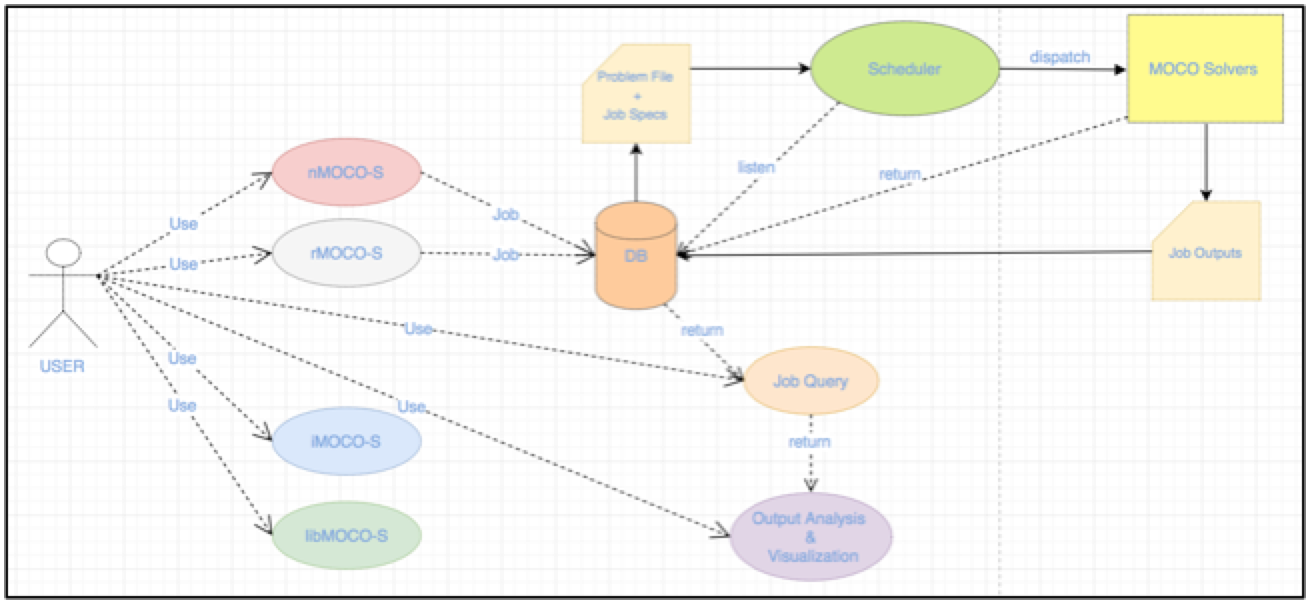 Problem File
+
Job Specs
Scheduler
dispatch
MOCO Solvers
listen
return
nMOCO-S
Use
Job
rMOCO-S
Use
Job
DB
Job Outputs
USER
Use
return
Job Query
Use
Use
Use
return
iMOCO-S
libMOCO-S
Output Analysis
&
Visualization